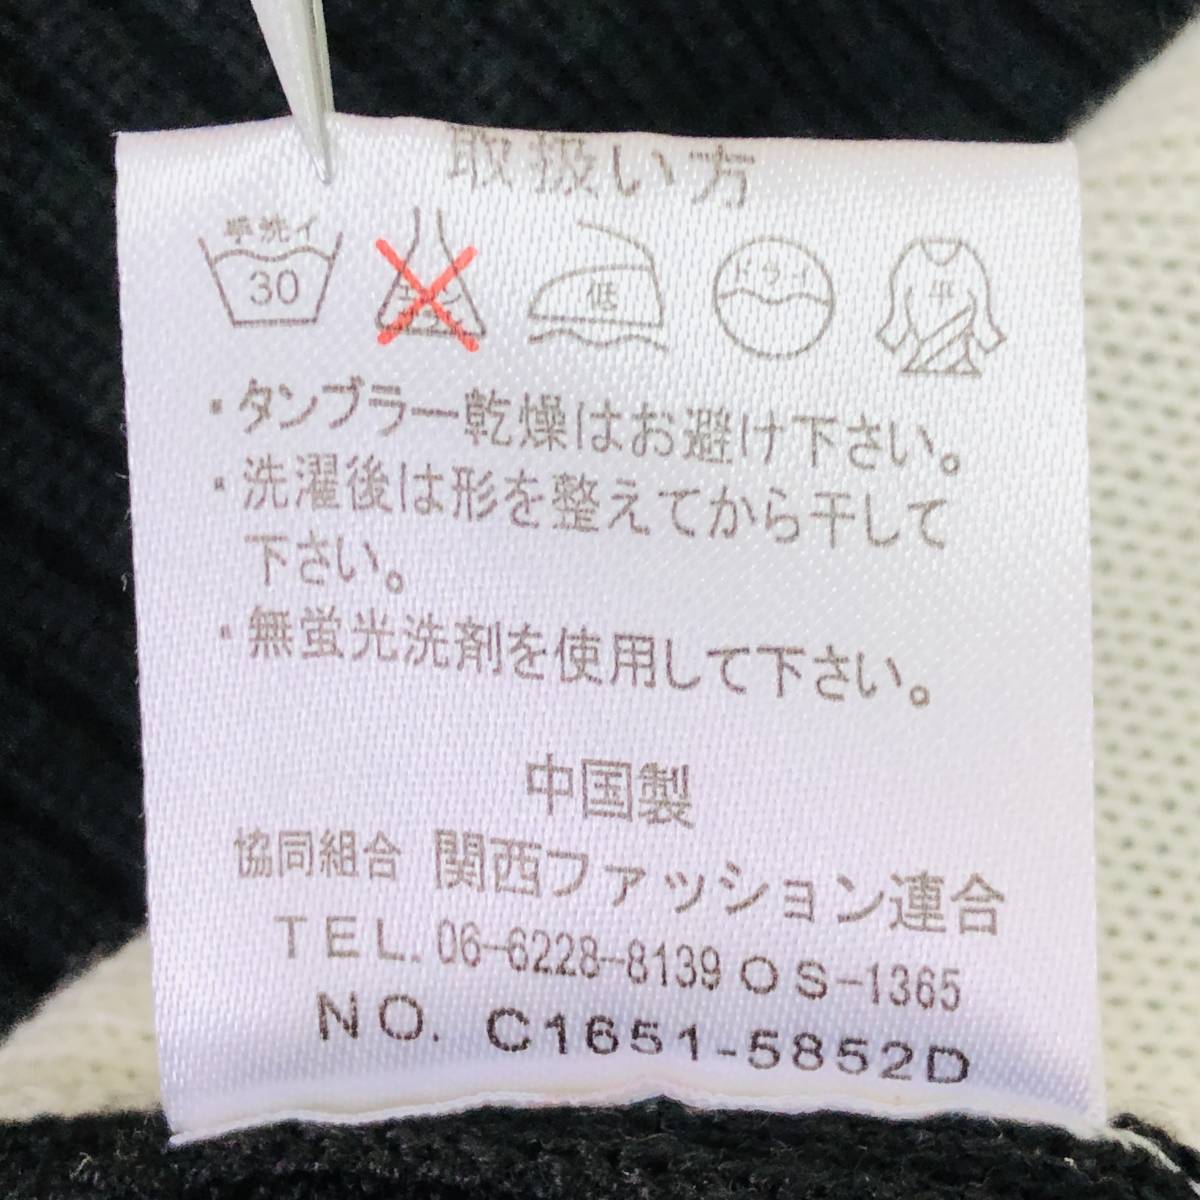 取扱い方
手洗イ 30 エンソ 低 ドライ 平
・タンブラー乾燥はお避け下さい。
・洗濯後は形を整えてから干して
下さい。
・無蛍光洗剤を使用して下さい。
中国製
協同組合 関西ファッション連合
TEL. 06-6228-8139 OS-1365
NO. C1651-5852D